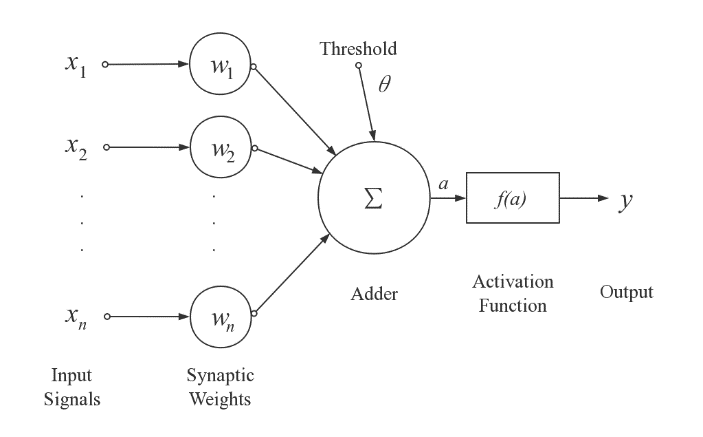 Threshold
θ
x₁
w₁
x₂
w₂
Σ
a
f(a)
y
. .
. .
. .
xₙ
wₙ
Adder
Activation
Function
Output
Input
Signals
Synaptic
Weights